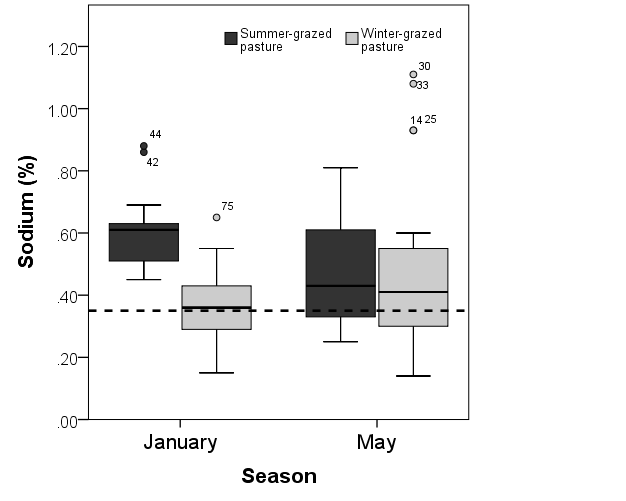 Summer-grazed
pasture
Winter-grazed
pasture
1.20
1.00
.80
.60
.40
.20
.00
Sodium (%)
44
42
75
30
33
14 25
January
May
Season